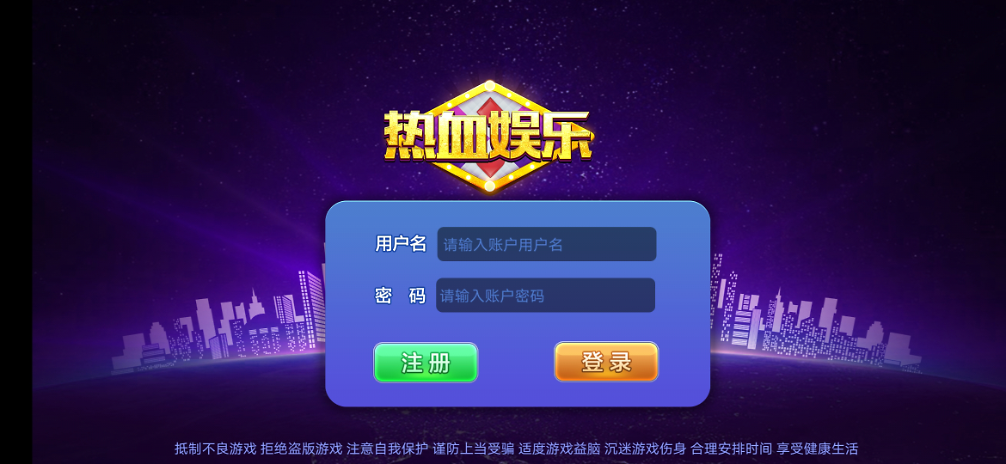 热血娱乐
用户名 请输入账户用户名
密 码 请输入账户密码
注册 登录
抵制不良游戏 拒绝盗版游戏 注意自我保护 谨防上当受骗 适度游戏益脑 沉迷游戏伤身 合理安排时间 享受健康生活